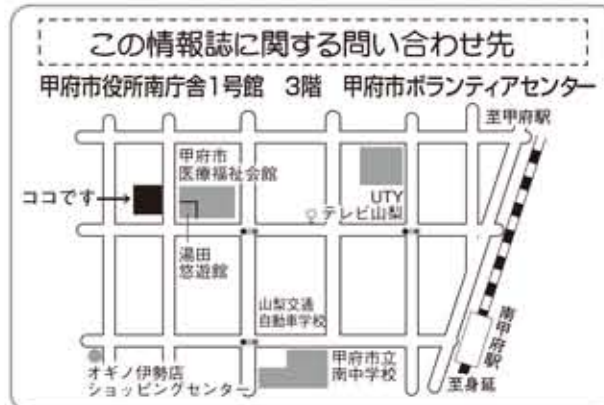 この情報誌に関する問い合わせ先
甲府市役所南庁舎1号館 3階 甲府市ボランティアセンター
至甲府駅
甲府市
医療福祉会館
ココです
UTY
テレビ山梨
湯田
悠遊館
山梨交通
自動車学校
南甲府駅
オギノ伊勢店
ショッピングセンター
甲府市立
南中学校
至身延